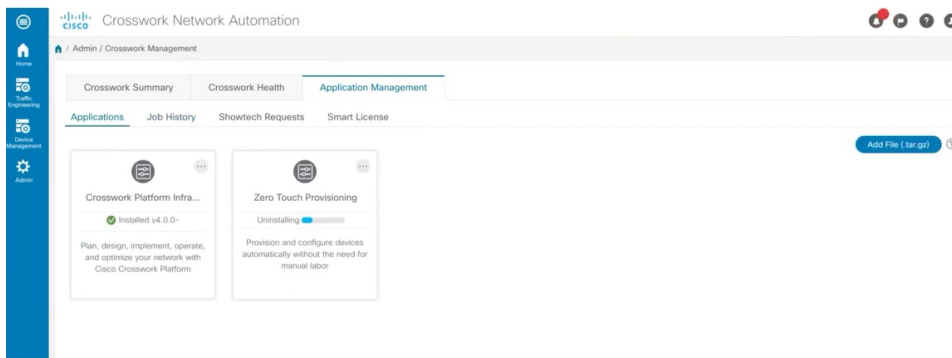 CISCO Crosswork Network Automation
/ Admin / Crosswork Management
Home
Traffic
Engineering
Device
Management
Admin
Crosswork Summary Crosswork Health Application Management
Applications Job History Showtech Requests Smart License
Add File (.tar.gz)
Crosswork Platform Infra...
Installed v4.0.0-
Plan, design, implement, operate,
and optimize your network with
Cisco Crosswork Platform
Zero Touch Provisioning
Uninstalling
Provision and configure devices
automatically without the need for
manual labor